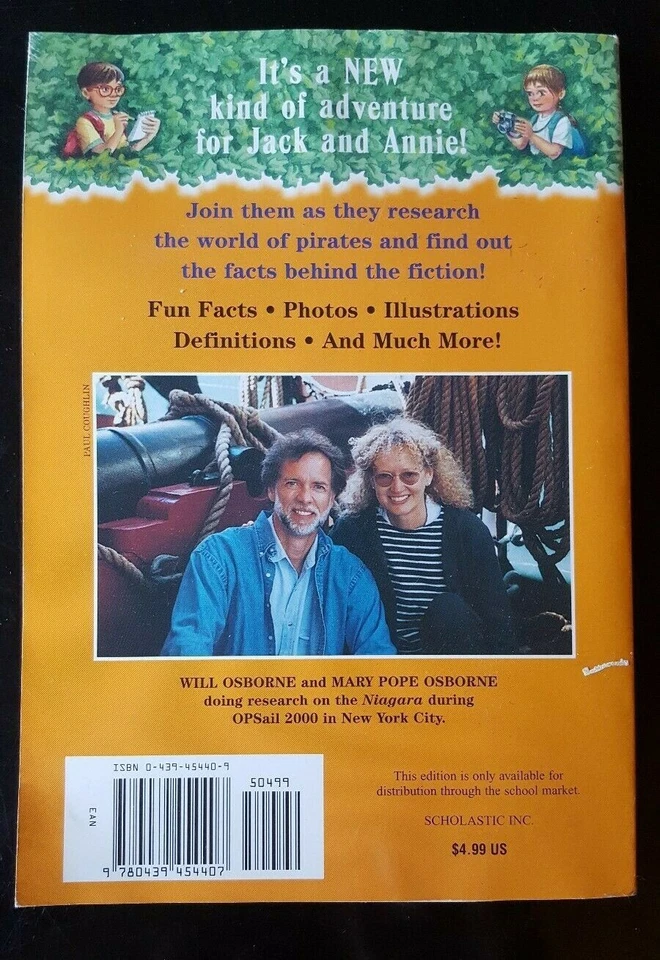 It's a NEW
kind of adventure
for Jack and Annie!
Join them as they research
the world of pirates and find out
the facts behind the fiction!
Fun Facts • Photos • Illustrations
Definitions • And Much More!
PAUL COUGHLIN
WILL OSBORNE and MARY POPE OSBORNE
doing research on the Niagara during
OPSail 2000 in New York City.
ISBN 0-439-45440-9
50499
EAN
9 780439 454407
This edition is only available for
distribution through the school market.
SCHOLASTIC INC.
$4.99 US